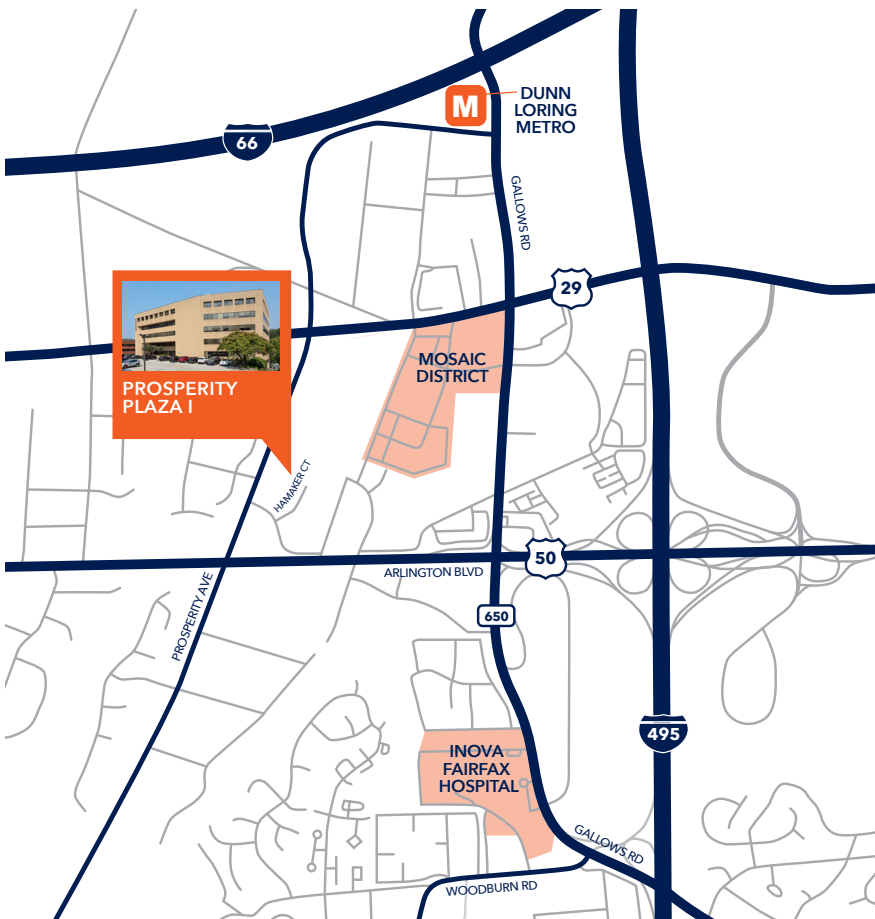 M
DUNN
LORING
METRO
66
GALLOWS RD
29
MOSAIC
DISTRICT
PROSPERITY
PLAZA I
HAMAKER CT
50
ARLINGTON BLVD
PROSPERITY AVE
650
495
INOVA
FAIRFAX
HOSPITAL
GALLOWS RD
WOODBURN RD